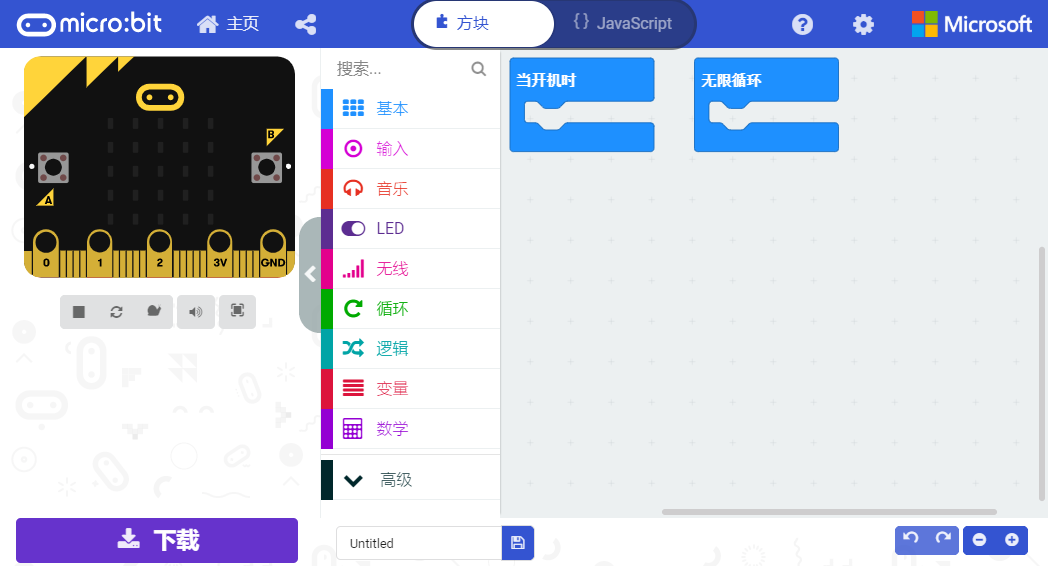 micro:bit 主页 方块 {} JavaScript Microsoft
B
A
0 1 2 3V GND
搜索...
基本
输入
音乐
LED
无线
循环
逻辑
变量
数学
高级
当开机时
无限循环
下载
Untitled